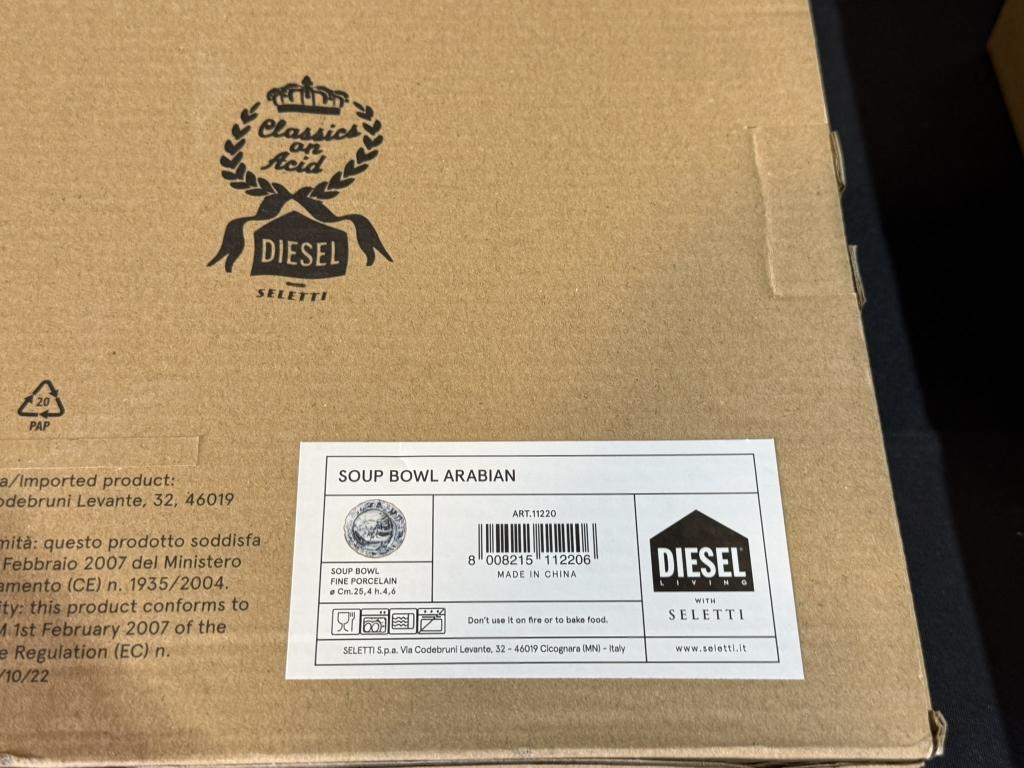 Classics
on
Acid
DIESEL
SELETTI
20
PAP
a/Imported product:
odebruni Levante, 32, 46019
mità: questo prodotto soddisfa
Febbraio 2007 del Ministero
amento (CE) n. 1935/2004.
ity: this product conforms to
M 1st February 2007 of the
e Regulation (EC) n.
/10/22
SOUP BOWL ARABIAN
SOUP BOWL
FINE PORCELAIN
ø Cm.25,4 h.4,6
ART.11220
8 008215 112206
MADE IN CHINA
Don't use it on fire or to bake food.
SELETTI S.p.a. Via Codebruni Levante, 32 - 46019 Cicognara (MN) - Italy
DIESEL
LIVING
WITH
SELETTI
www.seletti.it